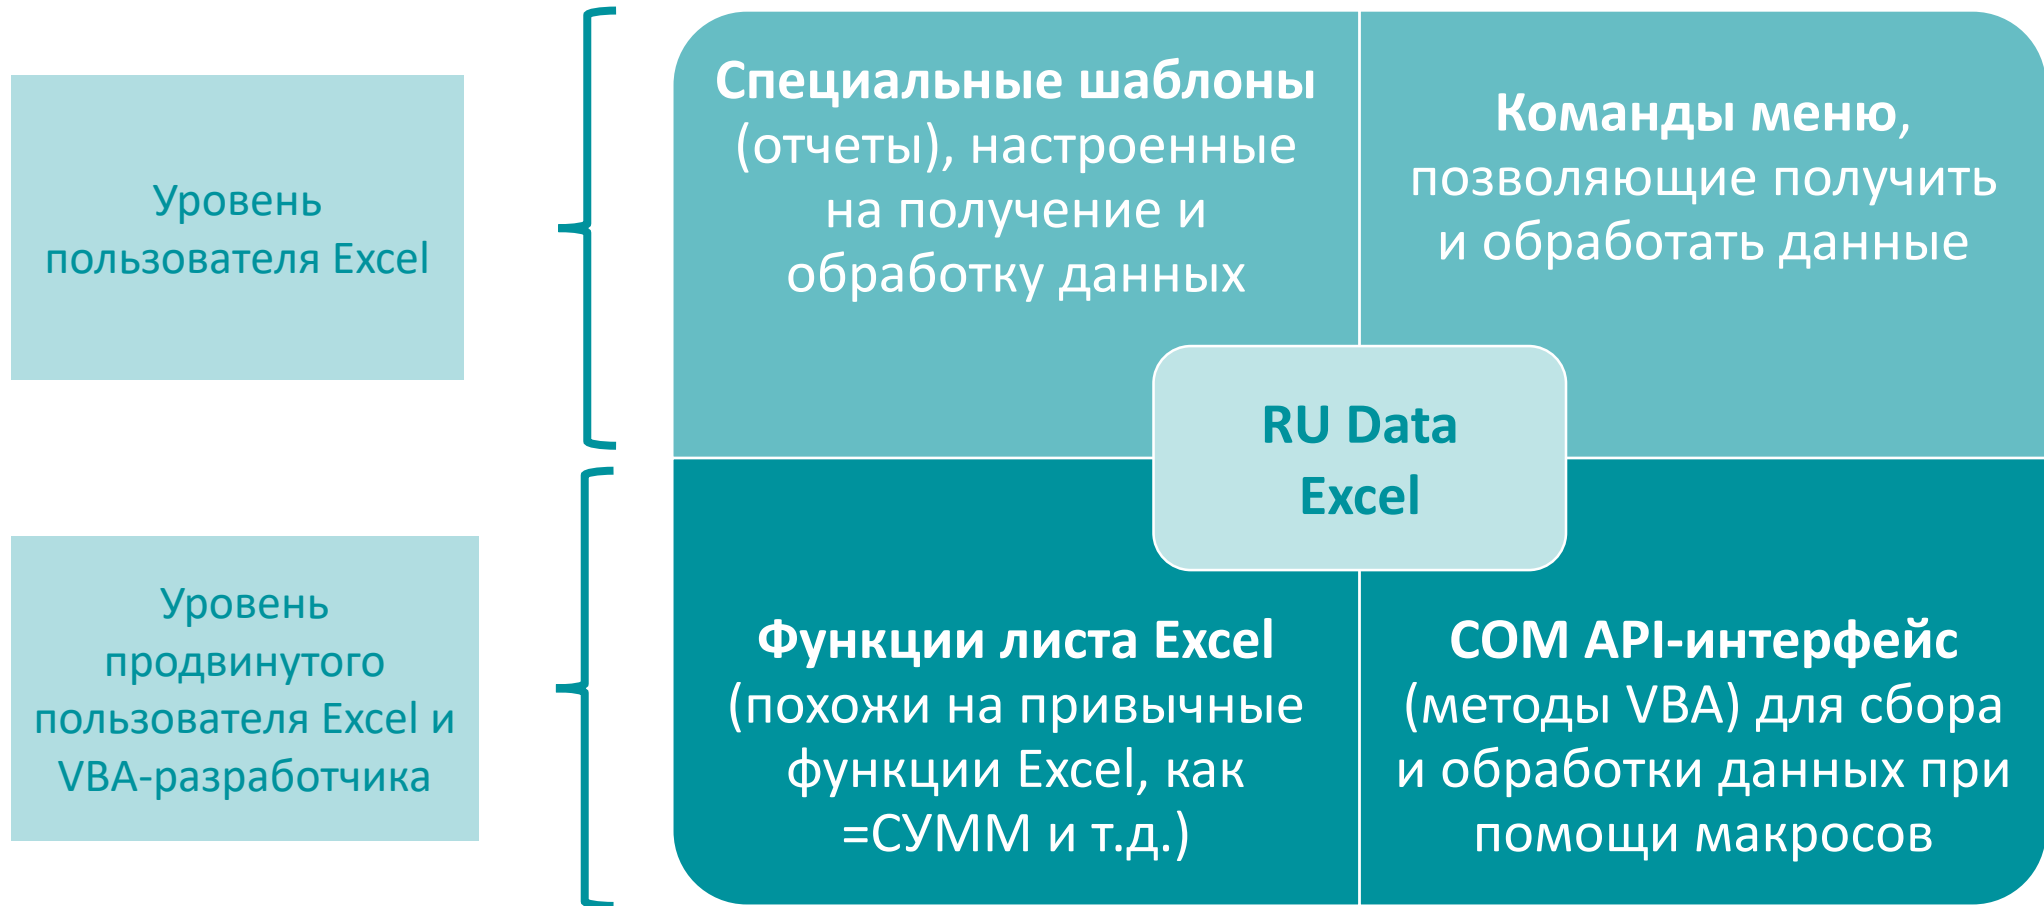 Уровень
пользователя Excel
Специальные шаблоны
(отчеты), настроенные
на получение и
обработку данных
Команды меню,
позволяющие получить
и обработать данные
RU Data
Excel
Уровень
продвинутого
пользователя Excel и
VBA-разработчика
Функции листа Excel
(похожи на привычные
функции Excel, как
=СУММ и т.д.)
COM API-интерфейс
(методы VBA) для сбора
и обработки данных при
помощи макросов